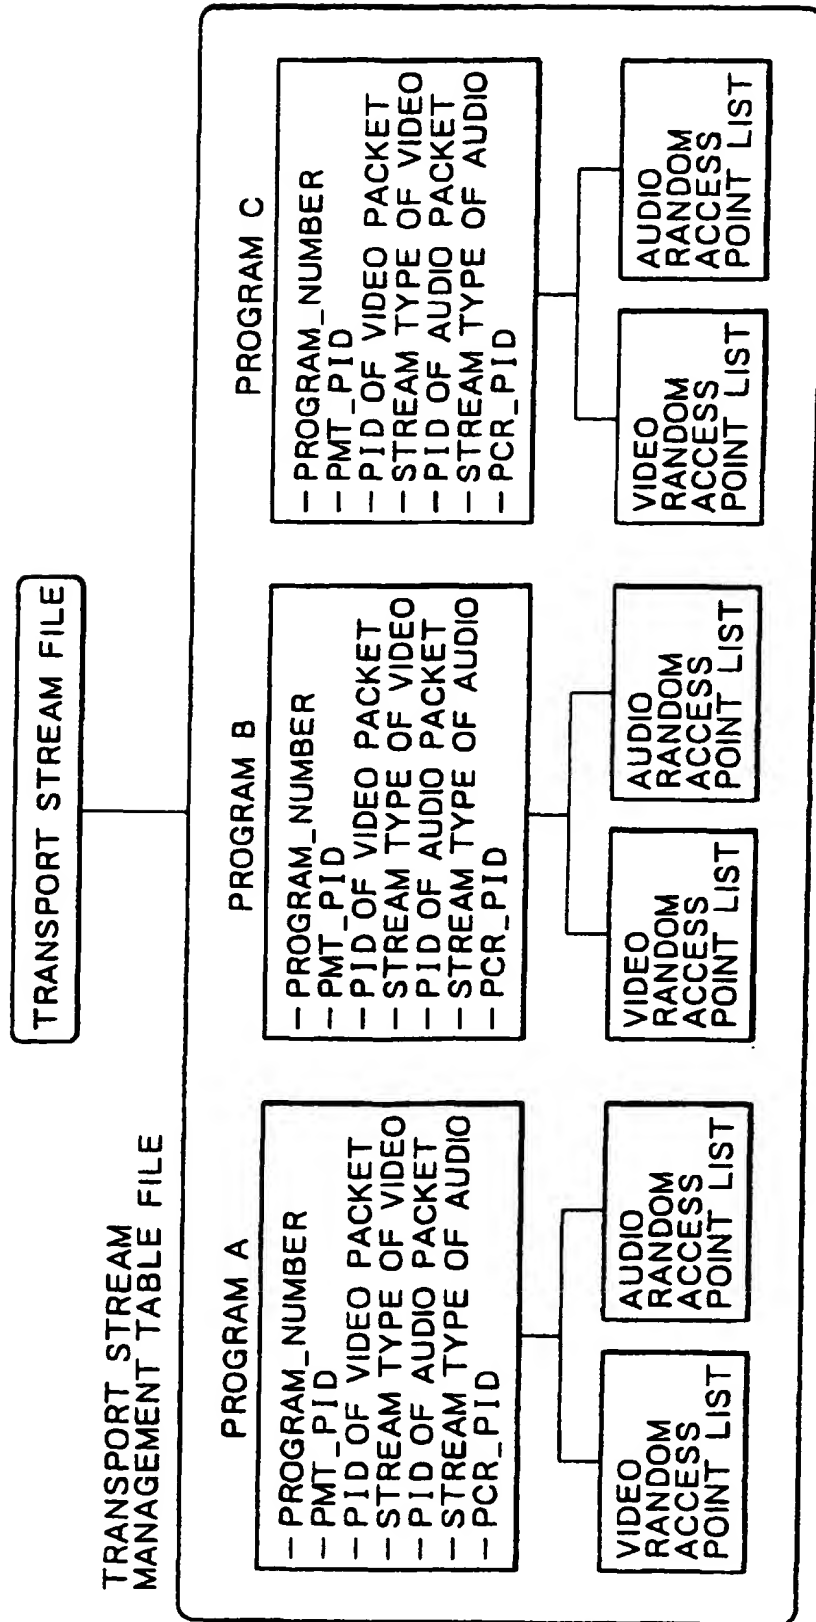 TRANSPORT STREAM FILE
TRANSPORT STREAM
MANAGEMENT TABLE FILE
PROGRAM A
– PROGRAM_NUMBER
– PMT_PID
– PID OF VIDEO PACKET
– STREAM TYPE OF VIDEO
– PID OF AUDIO PACKET
– STREAM TYPE OF AUDIO
– PCR_PID
VIDEO
RANDOM
ACCESS
POINT LIST
AUDIO
RANDOM
ACCESS
POINT LIST
PROGRAM B
– PROGRAM_NUMBER
– PMT_PID
– PID OF VIDEO PACKET
– STREAM TYPE OF VIDEO
– PID OF AUDIO PACKET
– STREAM TYPE OF AUDIO
– PCR_PID
VIDEO
RANDOM
ACCESS
POINT LIST
AUDIO
RANDOM
ACCESS
POINT LIST
PROGRAM C
– PROGRAM_NUMBER
– PMT_PID
– PID OF VIDEO PACKET
– STREAM TYPE OF VIDEO
– PID OF AUDIO PACKET
– STREAM TYPE OF AUDIO
– PCR_PID
VIDEO
RANDOM
ACCESS
POINT LIST
AUDIO
RANDOM
ACCESS
POINT LIST